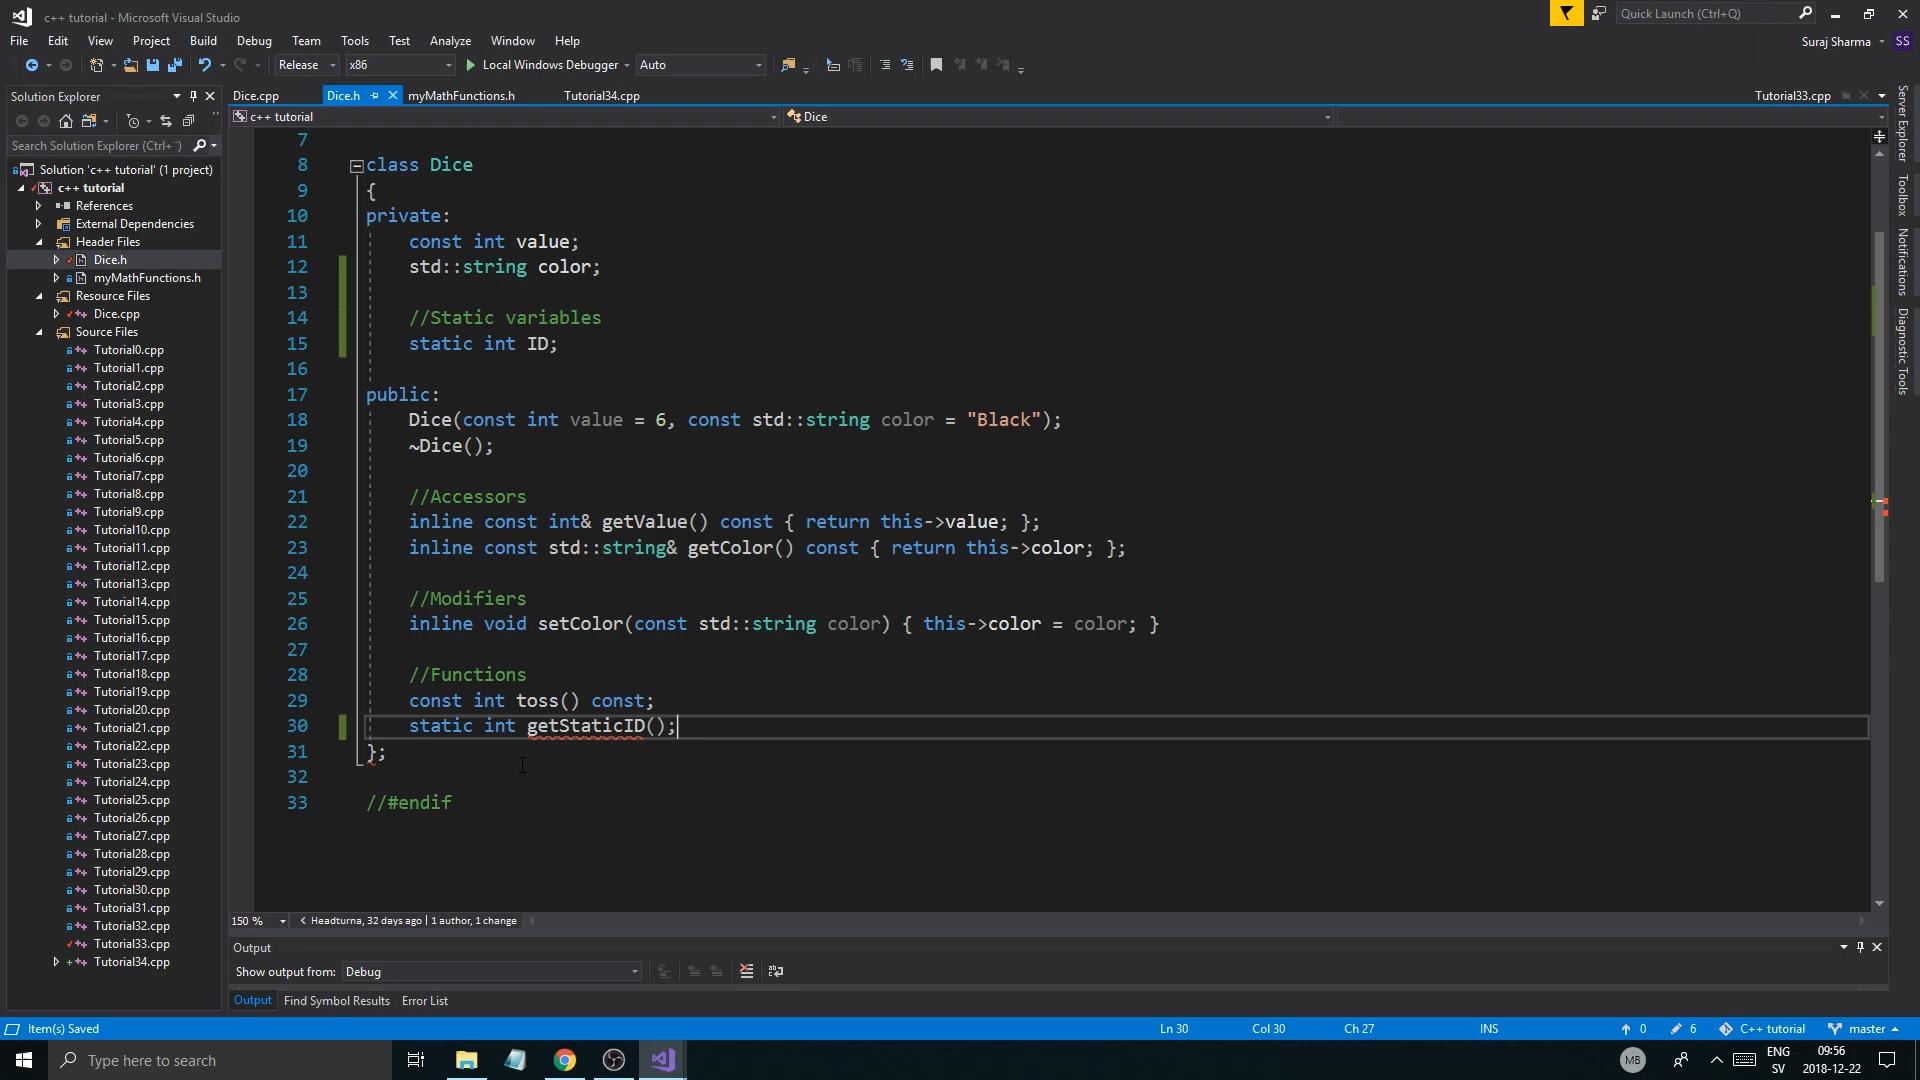 c++ tutorial - Microsoft Visual Studio
Quick Launch (Ctrl+Q)
File Edit View Project Build Debug Team Tools Test Analyze Window Help
Suraj Sharma SS
Release x86 Local Windows Debugger Auto
Solution Explorer
Dice.cpp Dice.h myMathFunctions.h Tutorial34.cpp Tutorial33.cpp
c++ tutorial Dice
Search Solution Explorer (Ctrl+¨)
Solution 'c++ tutorial' (1 project)
c++ tutorial
References
External Dependencies
Header Files
Dice.h
myMathFunctions.h
Resource Files
Dice.cpp
Source Files
Tutorial0.cpp
Tutorial1.cpp
Tutorial2.cpp
Tutorial3.cpp
Tutorial4.cpp
Tutorial5.cpp
Tutorial6.cpp
Tutorial7.cpp
Tutorial8.cpp
Tutorial9.cpp
Tutorial10.cpp
Tutorial11.cpp
Tutorial12.cpp
Tutorial13.cpp
Tutorial14.cpp
Tutorial15.cpp
Tutorial16.cpp
Tutorial17.cpp
Tutorial18.cpp
Tutorial19.cpp
Tutorial20.cpp
Tutorial21.cpp
Tutorial22.cpp
Tutorial23.cpp
Tutorial24.cpp
Tutorial25.cpp
Tutorial26.cpp
Tutorial27.cpp
Tutorial28.cpp
Tutorial29.cpp
Tutorial30.cpp
Tutorial31.cpp
Tutorial32.cpp
Tutorial33.cpp
Tutorial34.cpp
7
8 class Dice
9 {
10 private:
11 const int value;
12 std::string color;
13
14 //Static variables
15 static int ID;
16
17 public:
18 Dice(const int value = 6, const std::string color = "Black");
19 ~Dice();
20
21 //Accessors
22 inline const int& getValue() const { return this->value; };
23 inline const std::string& getColor() const { return this->color; };
24
25 //Modifiers
26 inline void setColor(const std::string color) { this->color = color; }
27
28 //Functions
29 const int toss() const;
30 static int getStaticID();
31 };
32
33 //#endif
Server Explorer
Toolbox
Notifications
Diagnostic Tools
150 % Headturna, 32 days ago | 1 author, 1 change
Output
Show output from: Debug
Output Find Symbol Results Error List
Item(s) Saved Ln 30 Col 30 Ch 27 INS 0 6 C++ tutorial master
Type here to search MB ENG 09:56
SV 2018-12-22